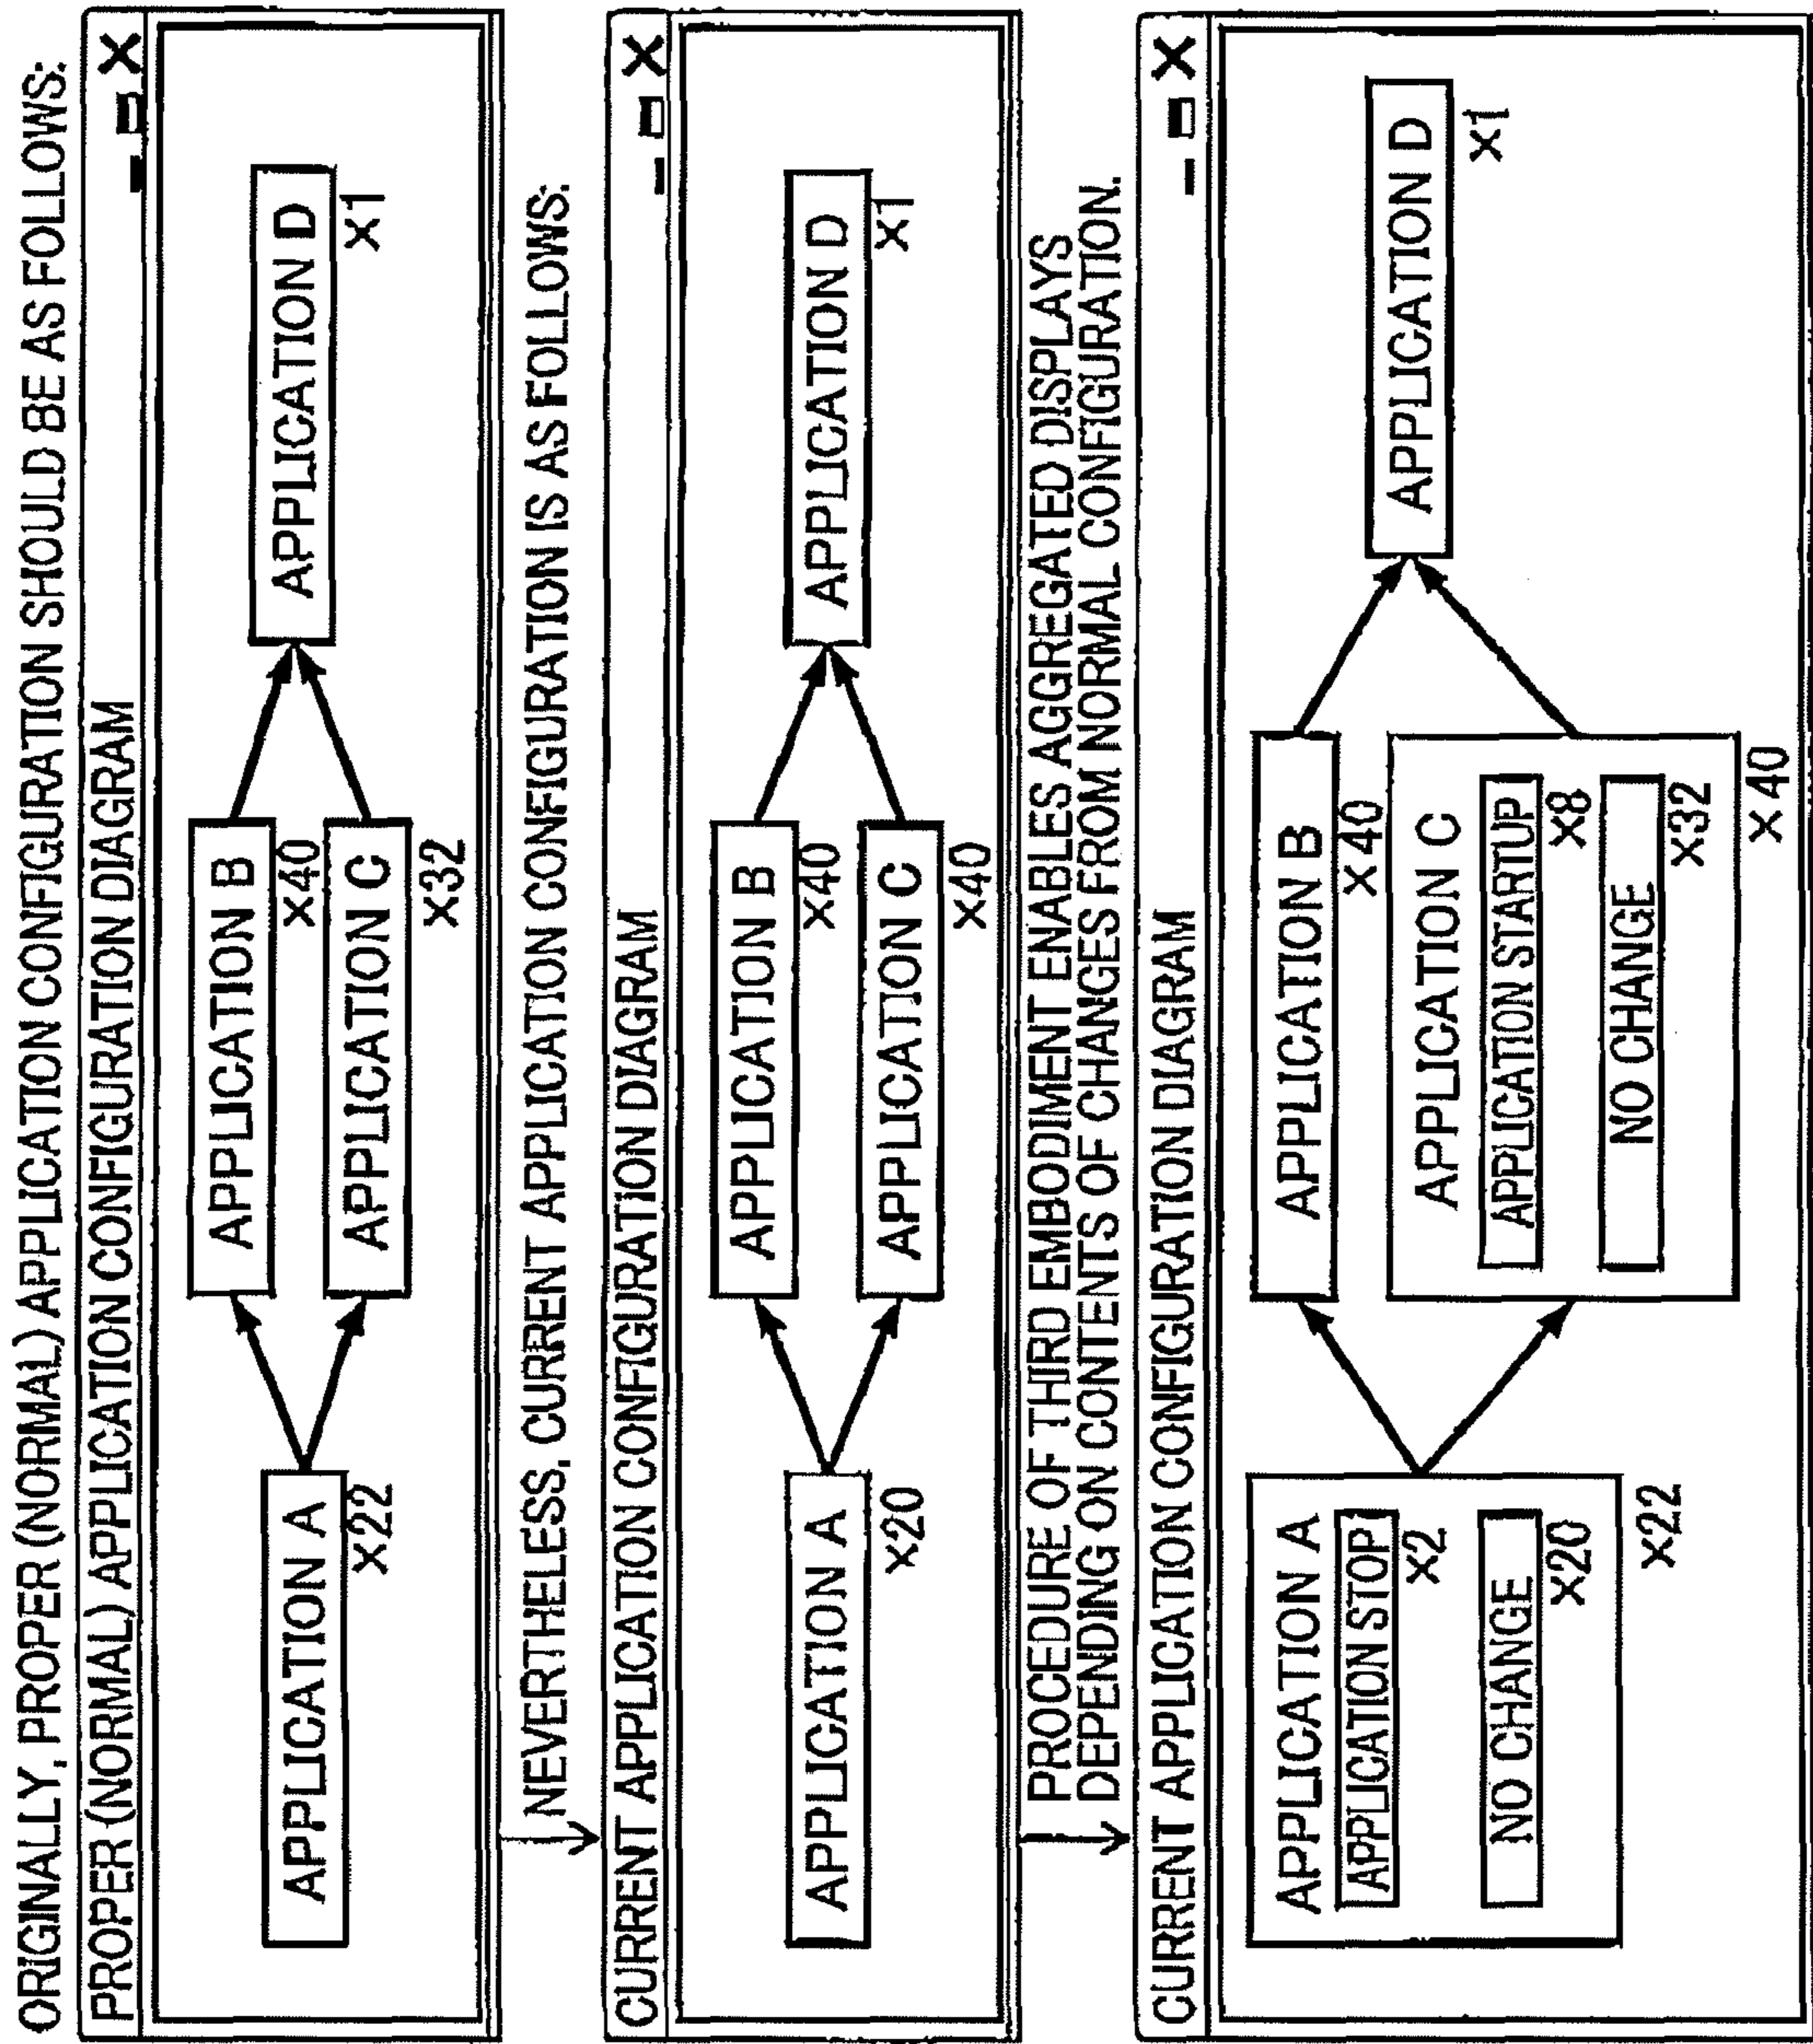 ORIGINALLY, PROPER (NORMAL) APPLICATION CONFIGURATION SHOULD BE AS FOLLOWS:
PROPER (NORMAL) APPLICATION CONFIGURATION DIAGRAM
APPLICATION A
×22
APPLICATION B
×40
APPLICATION C
×32
APPLICATION D
×1
NEVERTHELESS, CURRENT APPLICATION CONFIGURATION IS AS FOLLOWS:
CURRENT APPLICATION CONFIGURATION DIAGRAM
APPLICATION A
×20
APPLICATION B
×40
APPLICATION C
×40
APPLICATION D
×1
PROCEDURE OF THIRD EMBODIMENT ENABLES AGGREGATED DISPLAYS
DEPENDING ON CONTENTS OF CHANGES FROM NORMAL CONFIGURATION.
CURRENT APPLICATION CONFIGURATION DIAGRAM
APPLICATION A
APPLICATION STOP
×2
NO CHANGE
×20
×22
APPLICATION B
×40
APPLICATION C
APPLICATION STARTUP
×8
NO CHANGE
×32
×40
APPLICATION D
×1